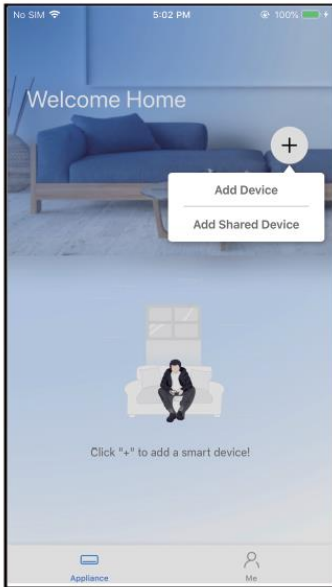 No SIM 5:02 PM 100%
Welcome Home
+
Add Device
Add Shared Device
Click "+" to add a smart device!
Appliance Me